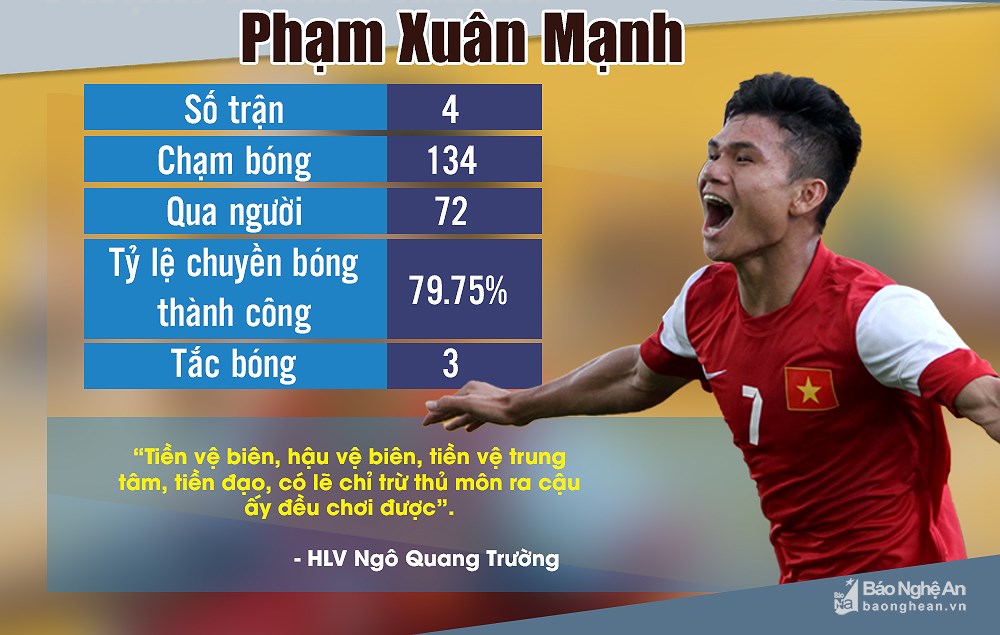 Phạm Xuân Mạnh
Số trận 4
Chạm bóng 134
Qua người 72
Tỷ lệ chuyền bóng
thành công 79.75%
Tắc bóng 3
“Tiền vệ biên, hậu vệ biên, tiền vệ trung
tâm, tiền đạo, có lẽ chỉ trừ thủ môn ra cậu
ấy đều chơi được”.
- HLV Ngô Quang Trường
7
Báo Nghệ An
baonghean.vn